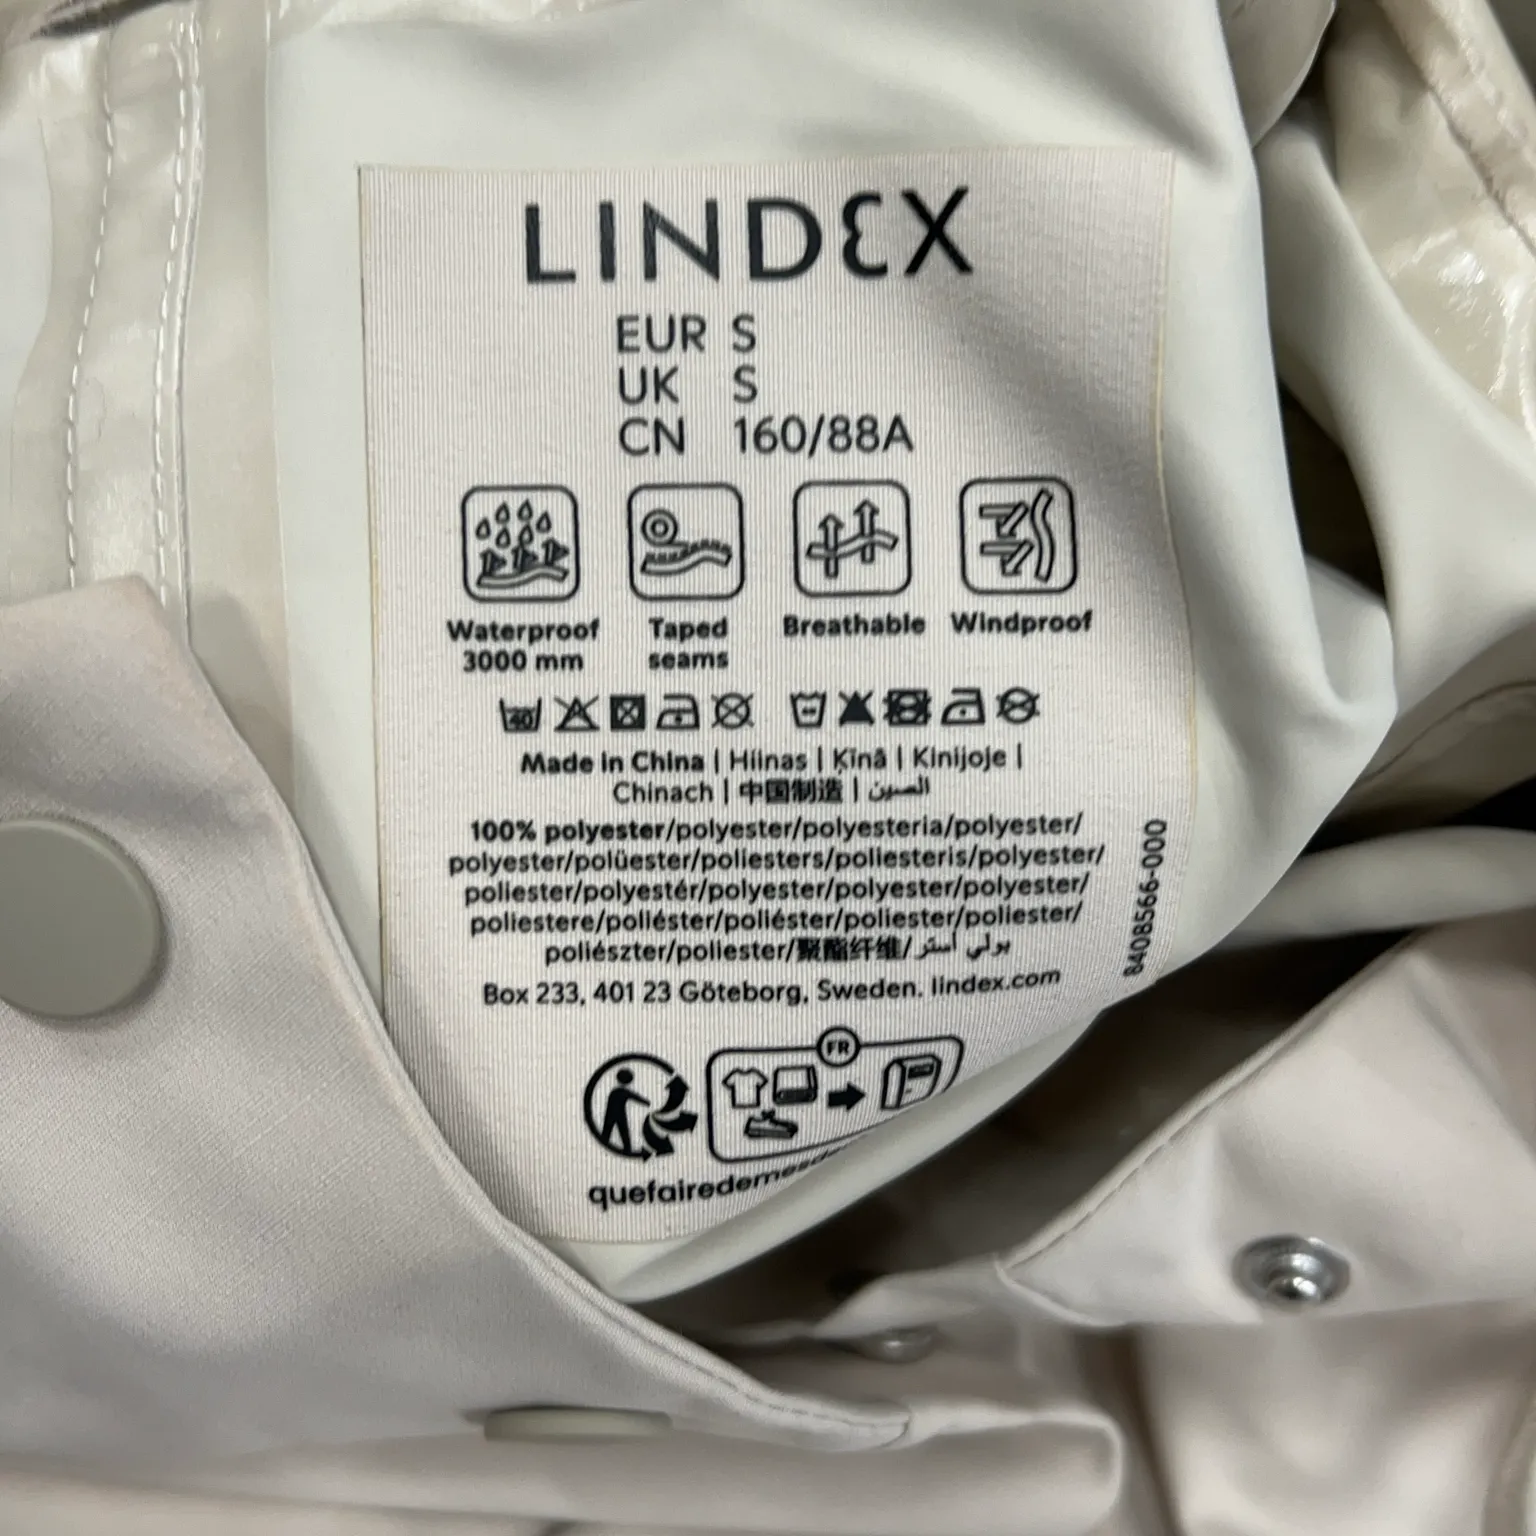 LINDEX
EUR S
UK S
CN 160/88A
Waterproof 3000 mm
Taped seams
Breathable
Windproof
40
Made in China | Hiinas | Ķīnā | Kinijoje |
Chinach | 中国制造 | الصين
100% polyester/polyester/polyesteria/polyester/
polyester/polüester/poliesters/poliesteris/polyester/
poliester/polyestér/polyester/polyester/polyester/
poliestere/poliéster/poliéster/poliester/poliester/
poliészter/poliester/聚酯纤维/بولي أستر
Box 233, 401 23 Göteborg, Sweden. lindex.com
8408566-000
FR